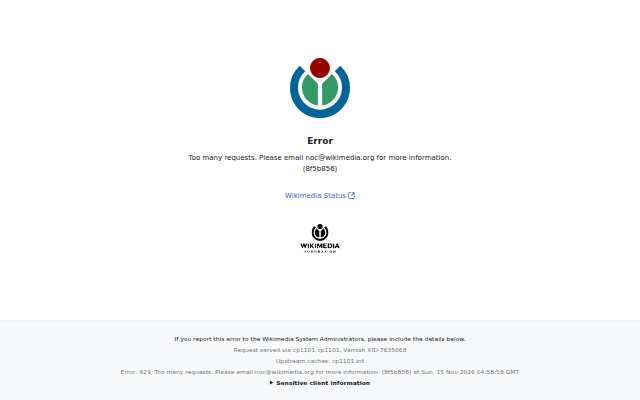 Error
Too many requests. Please email noc@wikimedia.org for more information.
(8f5b856)
Wikimedia Status
WIKIMEDIA
FOUNDATION
If you report this error to the Wikimedia System Administrators, please include the details below.
Request served via cp1101 cp1101, Varnish XID 7635068
Upstream caches: cp1101 int
Error: 429, Too many requests. Please email noc@wikimedia.org for more information. (8f5b856) at Sun, 15 Nov 2026 04:58:58 GMT
Sensitive client information